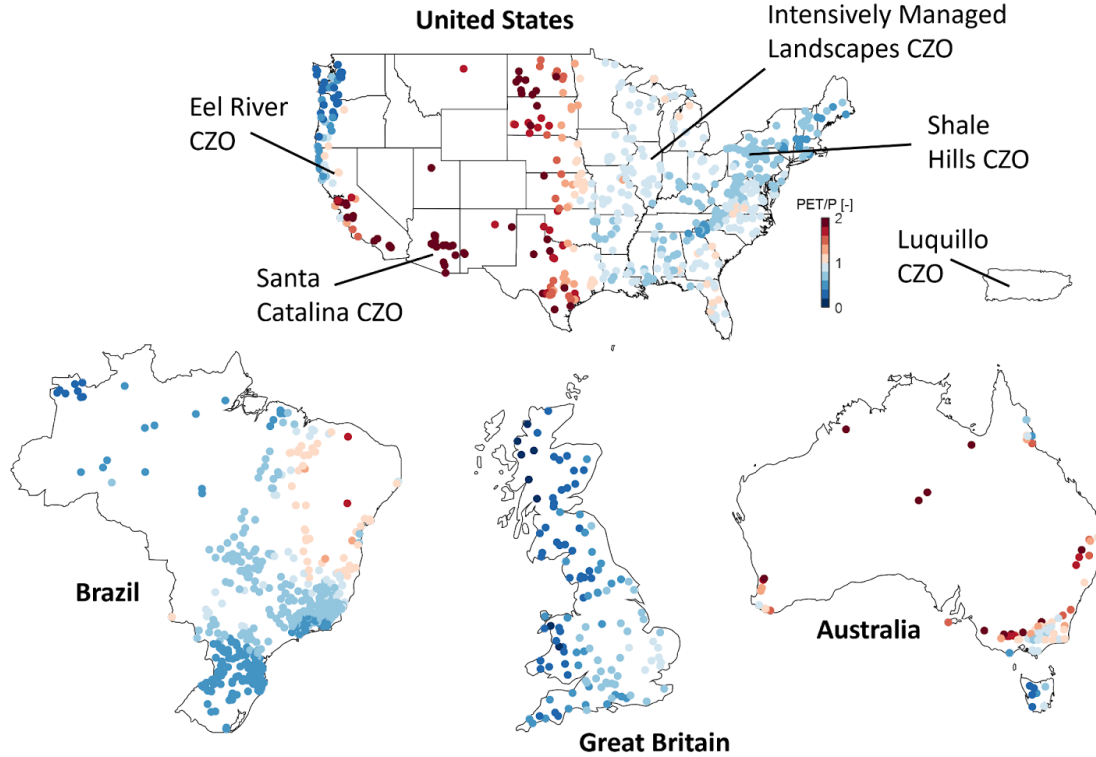 United States
Intensively Managed
Landscapes CZO
Eel River
CZO
Shale
Hills CZO
PET/P [-]
2
1
0
Luquillo
CZO
Santa
Catalina CZO
Brazil
Australia
Great Britain